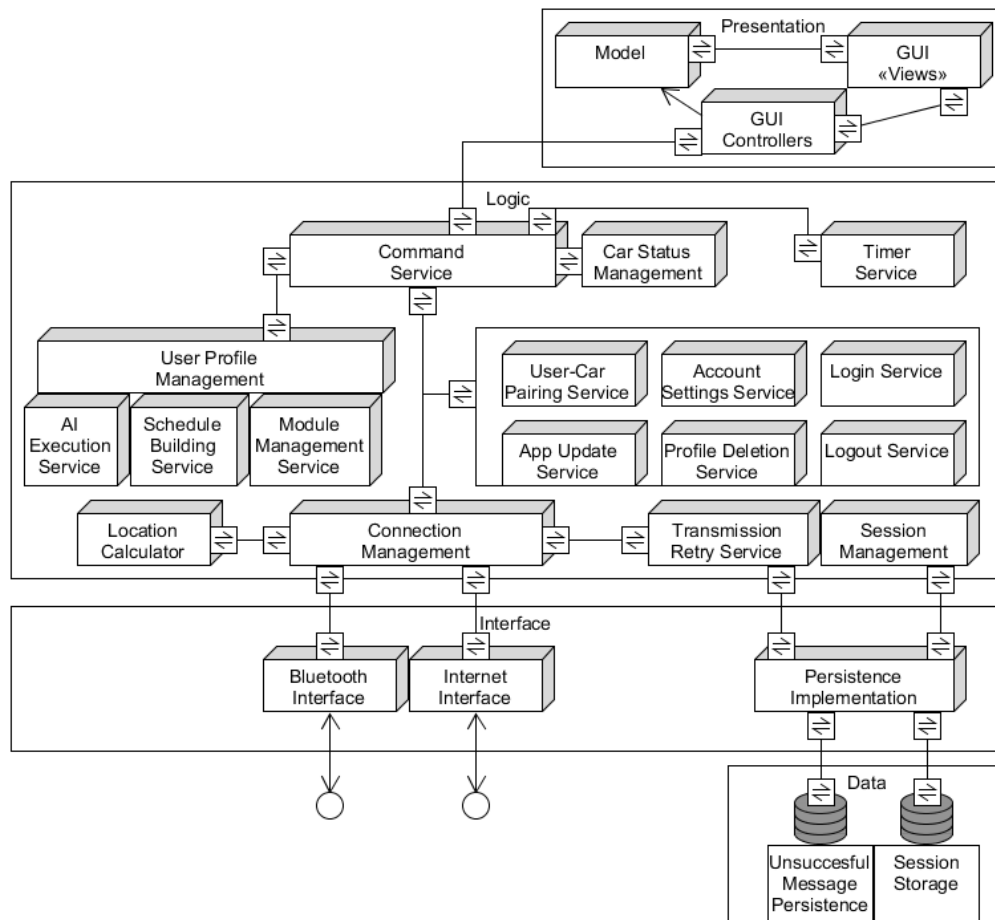 Presentation
Model
GUI
«Views»
GUI
Controllers
Logic
Command
Service
Car Status
Management
Timer
Service
User Profile
Management
AI
Execution
Service
Schedule
Building
Service
Module
Management
Service
User-Car
Pairing Service
Account
Settings Service
Login Service
App Update
Service
Profile Deletion
Service
Logout Service
Location
Calculator
Connection
Management
Transmission
Retry Service
Session
Management
Interface
Bluetooth
Interface
Internet
Interface
Persistence
Implementation
Data
Unsuccesful
Message
Persistence
Session
Storage